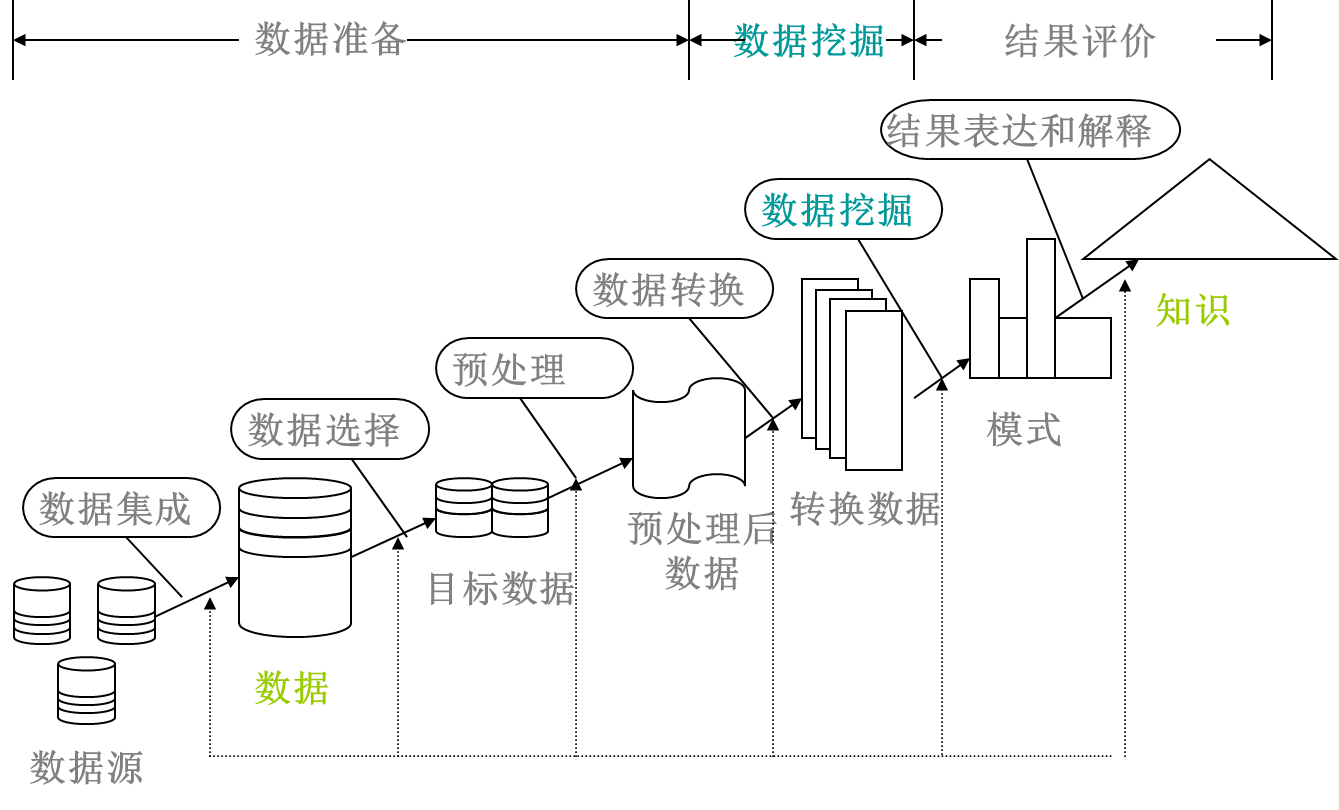 数据准备
数据挖掘
结果评价
结果表达和解释
数据挖掘
数据转换
知识
预处理
数据选择
模式
数据集成
转换数据
预处理后
数据
目标数据
数据
数据源